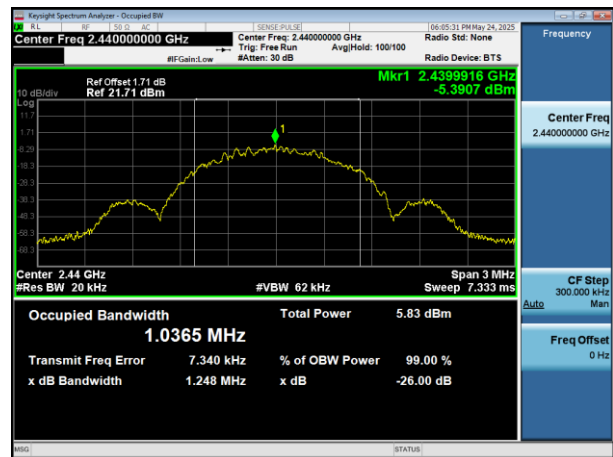 Keysight Spectrum Analyzer - Occupied BW
RL RF 50 Ω AC SENSE:PULSE 06:05:31 PM May 24, 2025
Center Freq 2.440000000 GHz Center Freq: 2.440000000 GHz Radio Std: None
Trig: Free Run Avg|Hold: 100/100
#IFGain:Low #Atten: 30 dB Radio Device: BTS
Frequency
Ref Offset 1.71 dB Mkr1 2.4399916 GHz
10 dB/div Ref 21.71 dBm -5.3907 dBm
Log
11.7
1.71
-8.29
-18.3
-28.3
-38.3
-48.3
-58.3
-68.3
1
Center 2.44 GHz Span 3 MHz
#Res BW 20 kHz #VBW 62 kHz Sweep 7.333 ms
Occupied Bandwidth Total Power 5.83 dBm
1.0365 MHz
Transmit Freq Error 7.340 kHz % of OBW Power 99.00 %
x dB Bandwidth 1.248 MHz x dB -26.00 dB
Center Freq
2.440000000 GHz
CF Step
300.000 kHz
Auto Man
Freq Offset
0 Hz
MSG STATUS